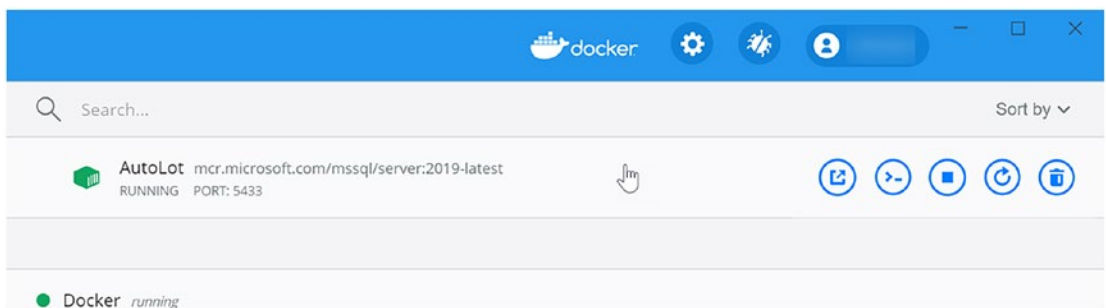 docker
Search...
Sort by
AutoLot mcr.microsoft.com/mssql/server:2019-latest
RUNNING PORT: 5433
Docker running